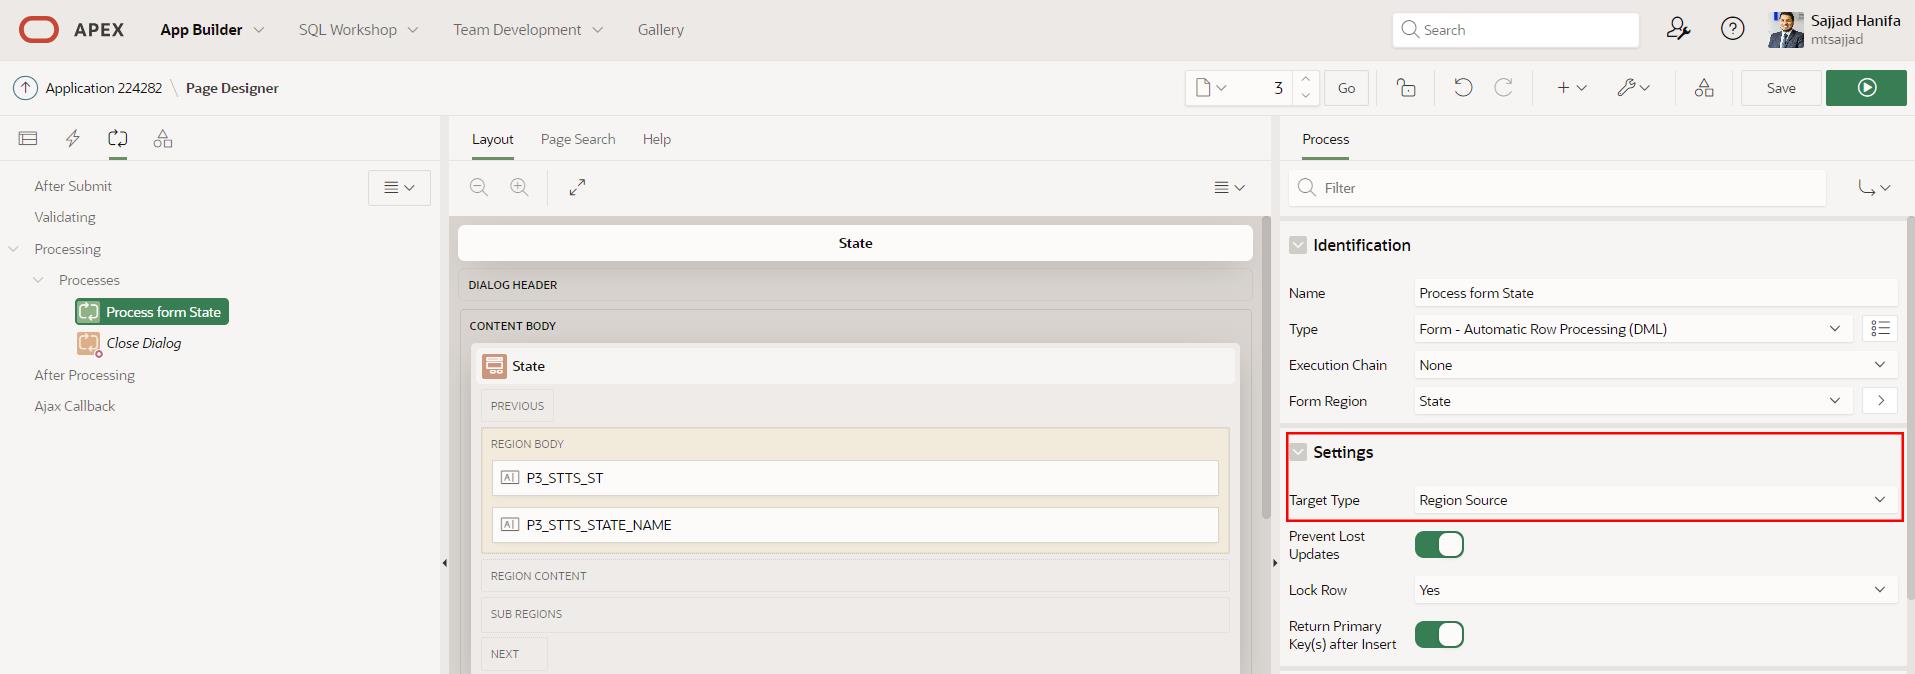 APEX App Builder SQL Workshop Team Development Gallery Search Sajjad Hanifa
mtsajjad
Application 224282 \ Page Designer 3 Go Save
Layout Page Search Help Process
After Submit
Validating
Processing
Processes
Process form State
Close Dialog
After Processing
Ajax Callback
State
DIALOG HEADER
CONTENT BODY
State
PREVIOUS
REGION BODY
P3_STTS_ST
P3_STTS_STATE_NAME
REGION CONTENT
SUB REGIONS
NEXT
Filter
Identification
Name Process form State
Type Form - Automatic Row Processing (DML)
Execution Chain None
Form Region State
Settings
Target Type Region Source
Prevent Lost
Updates
Lock Row Yes
Return Primary
Key(s) after Insert